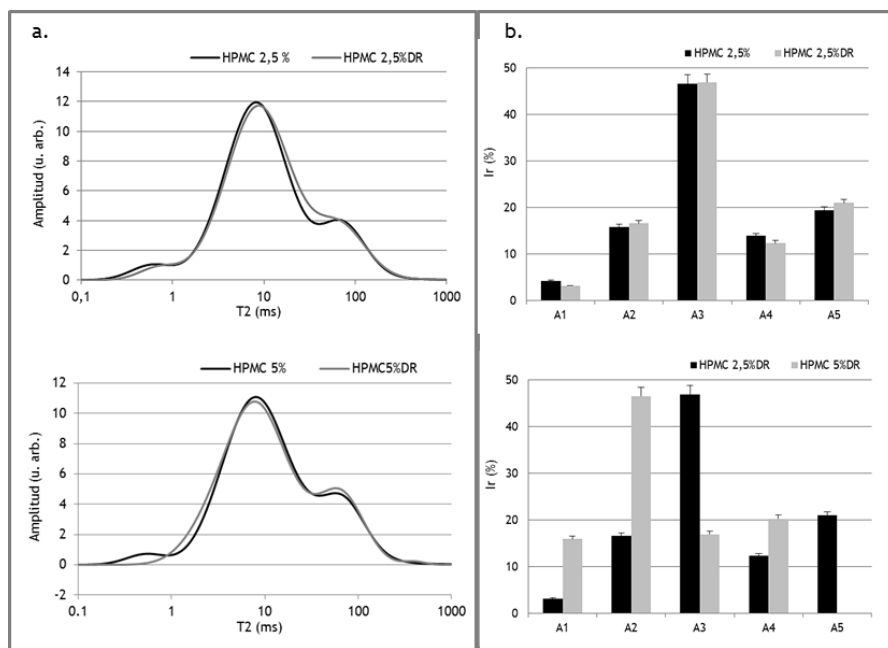 a.
HPMC 2,5 % HPMC 2,5%DR
Amplitud (u. arb.)
14
12
10
8
6
4
2
0
0,1 1 10 100 1000
T2 (ms)
HPMC 5% HPMC5%DR
Amplitud (u. arb.)
12
10
8
6
4
2
0
-2
0.1 1 10 100 1000
T2 (ms)
b.
HPMC 2,5% HPMC 2,5%DR
Ir (%)
50
40
30
20
10
0
A1 A2 A3 A4 A5
HPMC 2,5%DR HPMC 5%DR
Ir (%)
50
40
30
20
10
0
A1 A2 A3 A4 A5